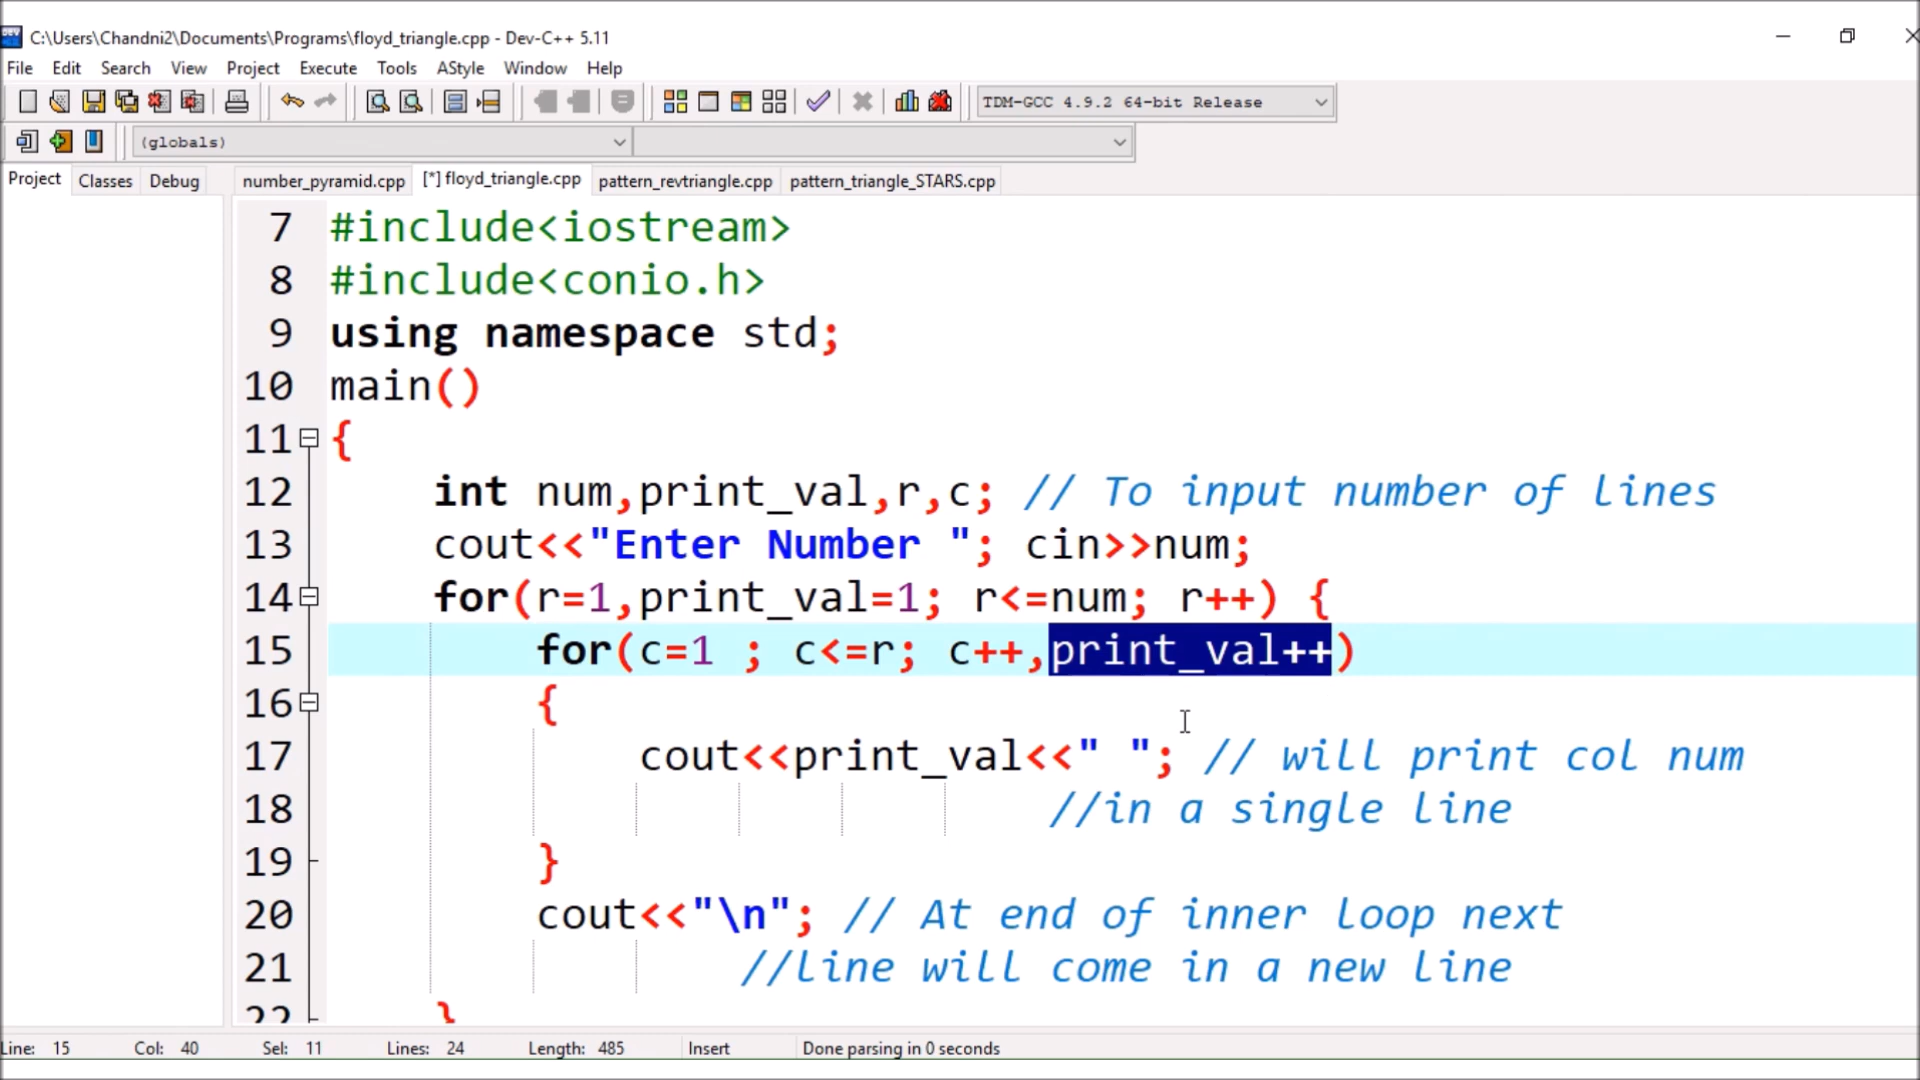 C:\Users\Chandni2\Documents\Programs\floyd_triangle.cpp - Dev-C++ 5.11
File Edit Search View Project Execute Tools AStyle Window Help
TDM-GCC 4.9.2 64-bit Release
(globals)
Project Classes Debug number_pyramid.cpp [*] floyd_triangle.cpp pattern_revtriangle.cpp pattern_triangle_STARS.cpp
7 #include<iostream>
8 #include<conio.h>
9 using namespace std;
10 main()
11 {
12 int num,print_val,r,c; // To input number of lines
13 cout<<"Enter Number "; cin>>num;
14 for(r=1,print_val=1; r<=num; r++) {
15 for(c=1 ; c<=r; c++,print_val++)
16 {
17 cout<<print_val<<" "; // will print col num
18 //in a single line
19 }
20 cout<<"\n"; // At end of inner loop next
21 //line will come in a new line
22 }
Line: 15 Col: 40 Sel: 11 Lines: 24 Length: 485 Insert Done parsing in 0 seconds